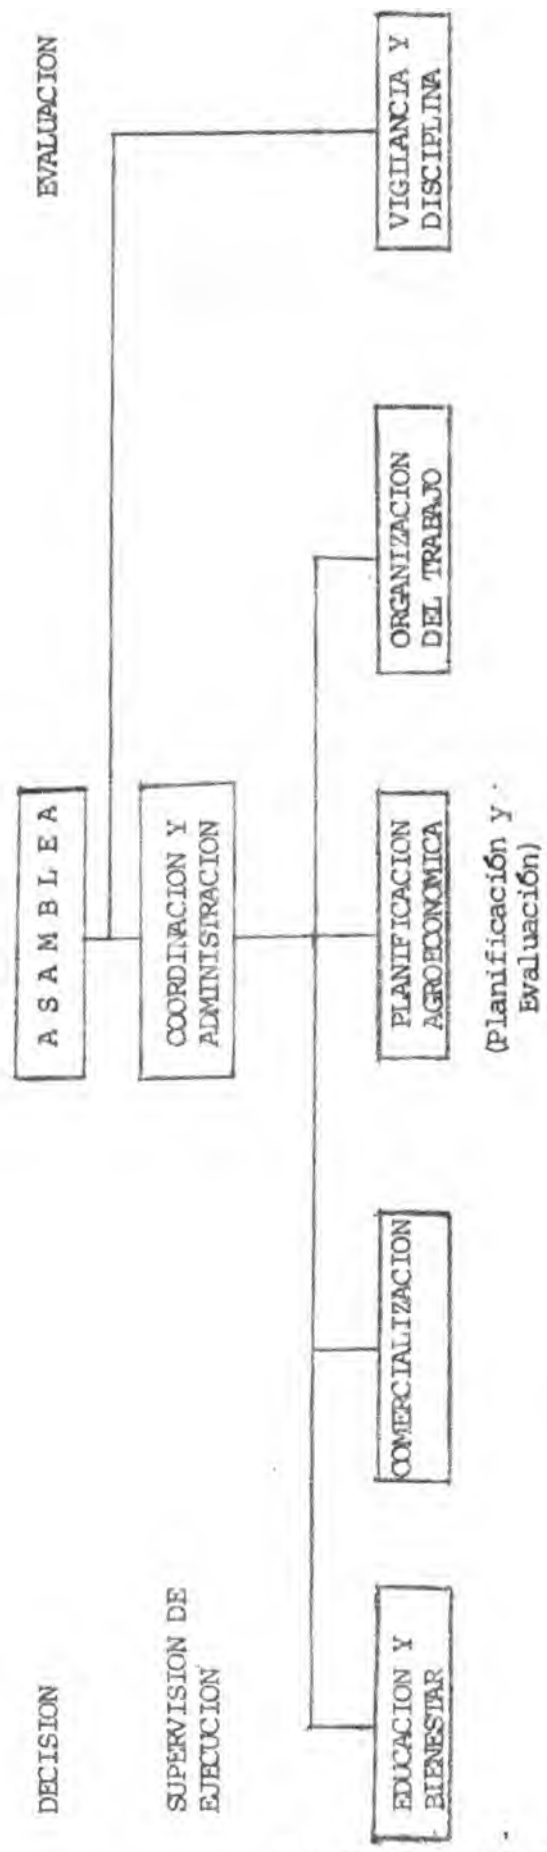 DECISION
EVALUACION
A S A M B L E A
SUPERVISION DE
EJECUCION
COORDINACION Y
ADMINISTRACION
EDUCACION Y
BIENESTAR
COMERCIALIZACION
PLANIFICACION
AGROECONOMICA
(Planificación y
Evaluación)
ORGANIZACION
DEL TRABAJO
VIGILANCIA Y
DISCIPLINA